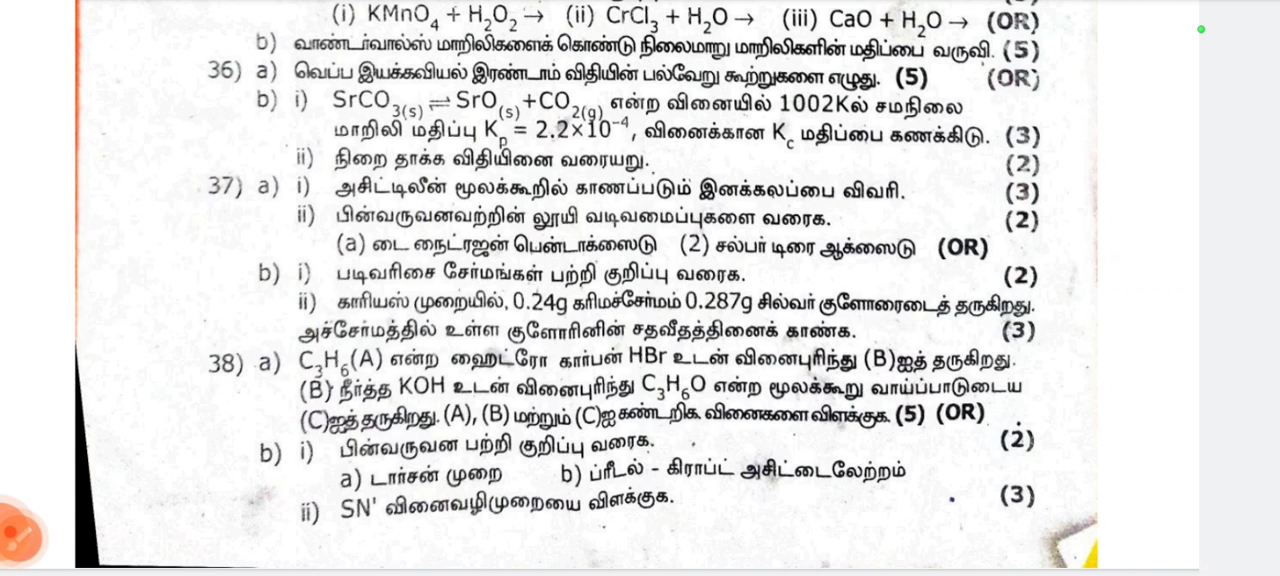 (i) KMnO₄ + H₂O₂ → (ii) CrCl₃ + H₂O → (iii) CaO + H₂O → (OR)
b) வாண்டர்வால்ஸ் மாறிலிகளைக் கொண்டு நிலைமாறு மாறிலிகளின் மதிப்பை வருவி. (5)
36) a) வெப்ப இயக்கவியல் இரண்டாம் விதியின் பல்வேறு கூற்றுகளை எழுது. (5) (OR)
b) i) SrCO₃(s) ⇌ SrO(s) + CO₂(g) என்ற வினையில் 1002Kல் சமநிலை
மாறிலி மதிப்பு Kp = 2.2×10⁻⁴, வினைக்கான Kc மதிப்பை கணக்கிடு. (3)
ii) நிறை தாக்க விதியினை வரையறு. (2)
37) a) i) அசிட்டிலீன் மூலக்கூறில் காணப்படும் இனக்கலப்பை விவரி. (3)
ii) பின்வருவனவற்றின் லூயி வடிவமைப்புகளை வரைக. (2)
(a) டை நைட்ரஜன் பென்டாக்ஸைடு (2) சல்பர் டிரை ஆக்ஸைடு (OR)
b) i) படிவரிசை சேர்மங்கள் பற்றி குறிப்பு வரைக. (2)
ii) காரியஸ் முறையில், 0.24g கரிமச்சேர்மம் 0.287g சில்வர் குளோரைடைத் தருகிறது.
அச்சேர்மத்தில் உள்ள குளோரினின் சதவீதத்தினைக் காண்க. (3)
38) a) C₃H₆(A) என்ற ஹைட்ரோ கார்பன் HBr உடன் வினைபுரிந்து (B)ஐத் தருகிறது.
(B) நீர்த்த KOH உடன் வினைபுரிந்து C₃H₆O என்ற மூலக்கூறு வாய்ப்பாடுடைய
(C)ஐத் தருகிறது. (A), (B) மற்றும் (C)ஐ கண்டறிக. வினைகளை விளக்குக. (5) (OR)
b) i) பின்வருவன பற்றி குறிப்பு வரைக. (2)
a) டார்சன் முறை b) ப்ரீடல் - கிராப்ட் அசிட்டைலேற்றம்
ii) SN' வினைவழிமுறையை விளக்குக. (3)